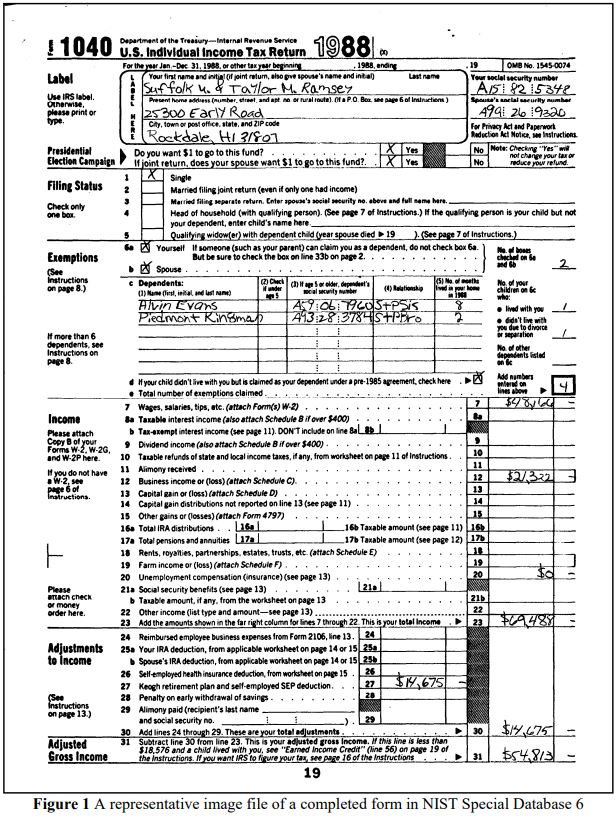 Form 1040 Department of the Treasury—Internal Revenue Service
U.S. Individual Income Tax Return 1988
For the year Jan.-Dec. 31, 1988, or other tax year beginning , 1988, ending , 19 OMB No. 1545-0074
Label
Use IRS label. Otherwise, please print or type.
LABEL HERE
Your first name and initial (if joint return, also give spouse's name and initial) Last name
Suffolk U. & Taylor M. Ramsey
Present home address (number, street, and apt. no. or rural route). (If a P.O. Box, see page 6 of Instructions.)
25300 Early Road
City, town or post office, state, and ZIP code
Rockdale, HI 31807
Your social security number
A15 82 5348
Spouse's social security number
A99 26 9320
For Privacy Act and Paperwork Reduction Act Notice, see Instructions.
Presidential Election Campaign
Do you want $1 to go to this fund? X Yes No
If joint return, does your spouse want $1 to go to this fund? X Yes No
Note: Checking "Yes" will not change your tax or reduce your refund.
Filing Status
Check only one box.
1 X Single
2 Married filing joint return (even if only one had income)
3 Married filing separate return. Enter spouse's social security no. above and full name here.
4 Head of household (with qualifying person). (See page 7 of Instructions.) If the qualifying person is your child but not your dependent, enter child's name here.
5 Qualifying widow(er) with dependent child (year spouse died ▶ 19 ). (See page 7 of Instructions.)
Exemptions
(See Instructions on page 8.)
If more than 6 dependents, see Instructions on page 8.
6a X Yourself If someone (such as your parent) can claim you as a dependent, do not check box 6a.
But be sure to check the box on line 33b on page 2.
b X Spouse
No. of boxes checked on 6a and 6b 2
c Dependents:
(1) Name (first, initial, and last name) (2) Check if under age 5 (3) If age 5 or older, dependent's social security number (4) Relationship (5) No. of months lived in your home in 1988
Alvin Evans A57 06 7960 StPSis 8
Piedmont Kingman A93 28 3784 StPBro 2
No. of your children on 6c who:
● lived with you 1
● didn't live with you due to divorce or separation 1
No. of other dependents listed on 6c
d If your child didn't live with you but is claimed as your dependent under a pre-1985 agreement, check here ▶ X
e Total number of exemptions claimed
Add numbers entered on lines above ▶ 4
Income
Please attach Copy B of your Forms W-2, W-2G, and W-2P here.
If you do not have a W-2, see page 6 of Instructions.
Please attach check or money order here.
7 Wages, salaries, tips, etc. (attach Form(s) W-2) 7 $48,166 –
8a Taxable interest income (also attach Schedule B if over $400) 8a
b Tax-exempt interest income (see page 11). DON'T include on line 8a 8b
9 Dividend income (also attach Schedule B if over $400) 9
10 Taxable refunds of state and local income taxes, if any, from worksheet on page 11 of Instructions 10
11 Alimony received 11
12 Business income or (loss) (attach Schedule C) 12 $21,322 –
13 Capital gain or (loss) (attach Schedule D) 13
14 Capital gain distributions not reported on line 13 (see page 11) 14
15 Other gains or (losses) (attach Form 4797) 15
16a Total IRA distributions 16a 16b Taxable amount (see page 11) 16b
17a Total pensions and annuities 17a 17b Taxable amount (see page 12) 17b
18 Rents, royalties, partnerships, estates, trusts, etc. (attach Schedule E) 18
19 Farm income or (loss) (attach Schedule F) 19
20 Unemployment compensation (insurance) (see page 13) 20 $0 –
21a Social security benefits (see page 13) 21a
b Taxable amount, if any, from the worksheet on page 13 21b
22 Other income (list type and amount—see page 13) 22
23 Add the amounts shown in the far right column for lines 7 through 22. This is your total income ▶ 23 $69,488 –
Adjustments to Income
(See Instructions on page 13.)
24 Reimbursed employee business expenses from Form 2106, line 13 24
25a Your IRA deduction, from applicable worksheet on page 14 or 15 25a
b Spouse's IRA deduction, from applicable worksheet on page 14 or 15 25b
26 Self-employed health insurance deduction, from worksheet on page 15 26
27 Keogh retirement plan and self-employed SEP deduction 27 $14,675 –
28 Penalty on early withdrawal of savings 28
29 Alimony paid (recipient's last name
and social security no. ) 29
30 Add lines 24 through 29. These are your total adjustments ▶ 30 $14,675 –
Adjusted Gross Income
31 Subtract line 30 from line 23. This is your adjusted gross income. If this line is less than $18,576 and a child lived with you, see "Earned Income Credit" (line 56) on page 19 of the Instructions. If you want IRS to figure your tax, see page 16 of the Instructions ▶ 31 $54,813 –
19
Figure 1 A representative image file of a completed form in NIST Special Database 6